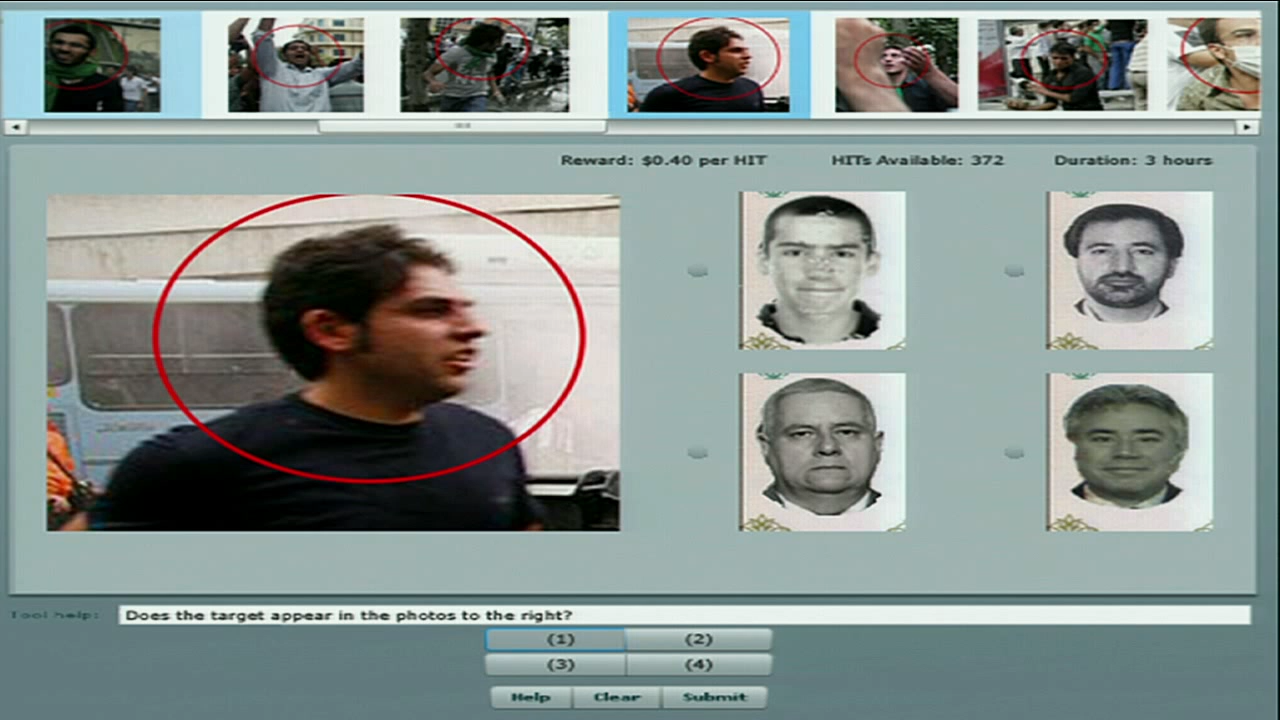 Reward: $0.40 per HIT
HITs Available: 372
Duration: 3 hours
Tool help:
Does the target appear in the photos to the right?
(1)
(2)
(3)
(4)
Help
Clear
Submit